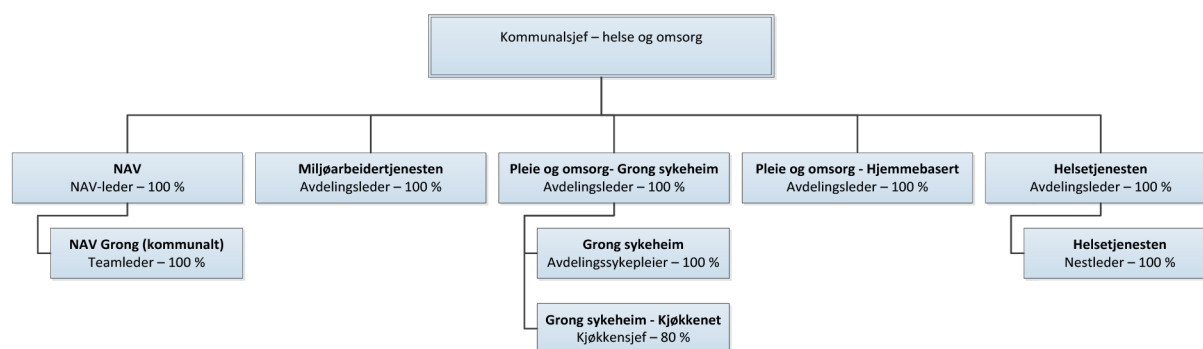 Kommunalsjef – helse og omsorg
NAV
NAV-leder – 100 %
Miljøarbeidertjenesten
Avdelingsleder – 100 %
Pleie og omsorg- Grong sykeheim
Avdelingsleder – 100 %
Pleie og omsorg - Hjemmebasert
Avdelingsleder – 100 %
Helsetjenesten
Avdelingsleder – 100 %
NAV Grong (kommunalt)
Teamleder – 100 %
Grong sykeheim
Avdelingssykepleier – 100 %
Helsetjenesten
Nestleder – 100 %
Grong sykeheim - Kjøkkenet
Kjøkkensjef – 80 %